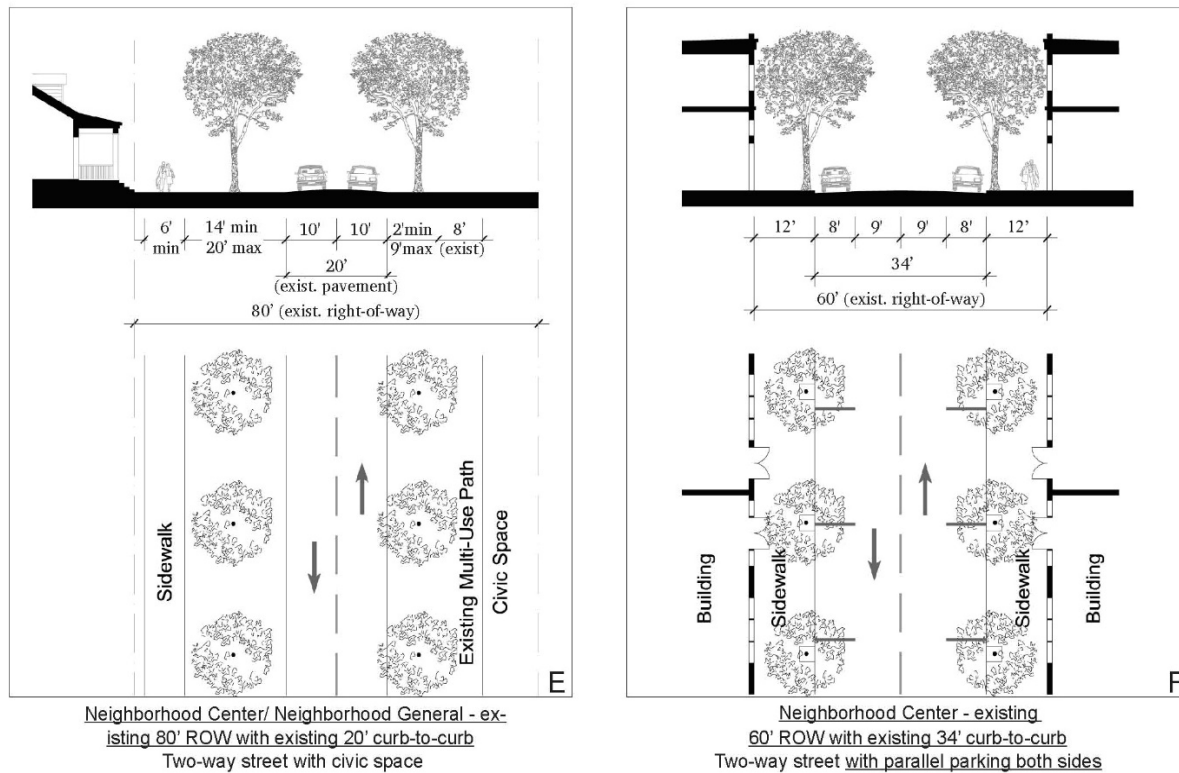 6' 14' min 10' 10' 2'min 8'
min 20' max 9'max (exist)
20'
(exist. pavement)
80' (exist. right-of-way)
Sidewalk
Existing Multi-Use Path
Civic Space
E
Neighborhood Center/ Neighborhood General - ex-
isting 80' ROW with existing 20' curb-to-curb
Two-way street with civic space
12' 8' 9' 9' 8' 12'
34'
60' (exist. right-of-way)
Building
Sidewalk
Sidewalk
Building
F
Neighborhood Center - existing
60' ROW with existing 34' curb-to-curb
Two-way street with parallel parking both sides